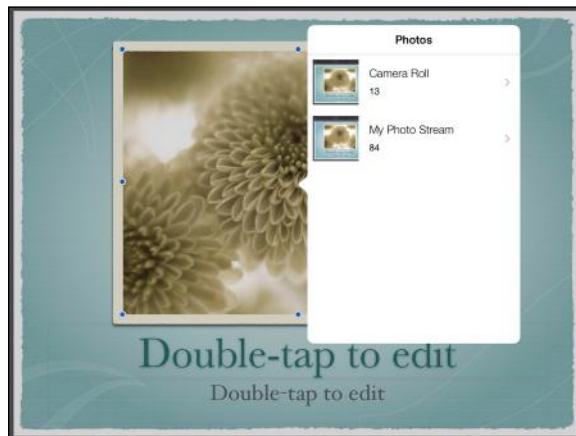 Photos
Camera Roll
13
My Photo Stream
84
Double-tap to edit
Double-tap to edit